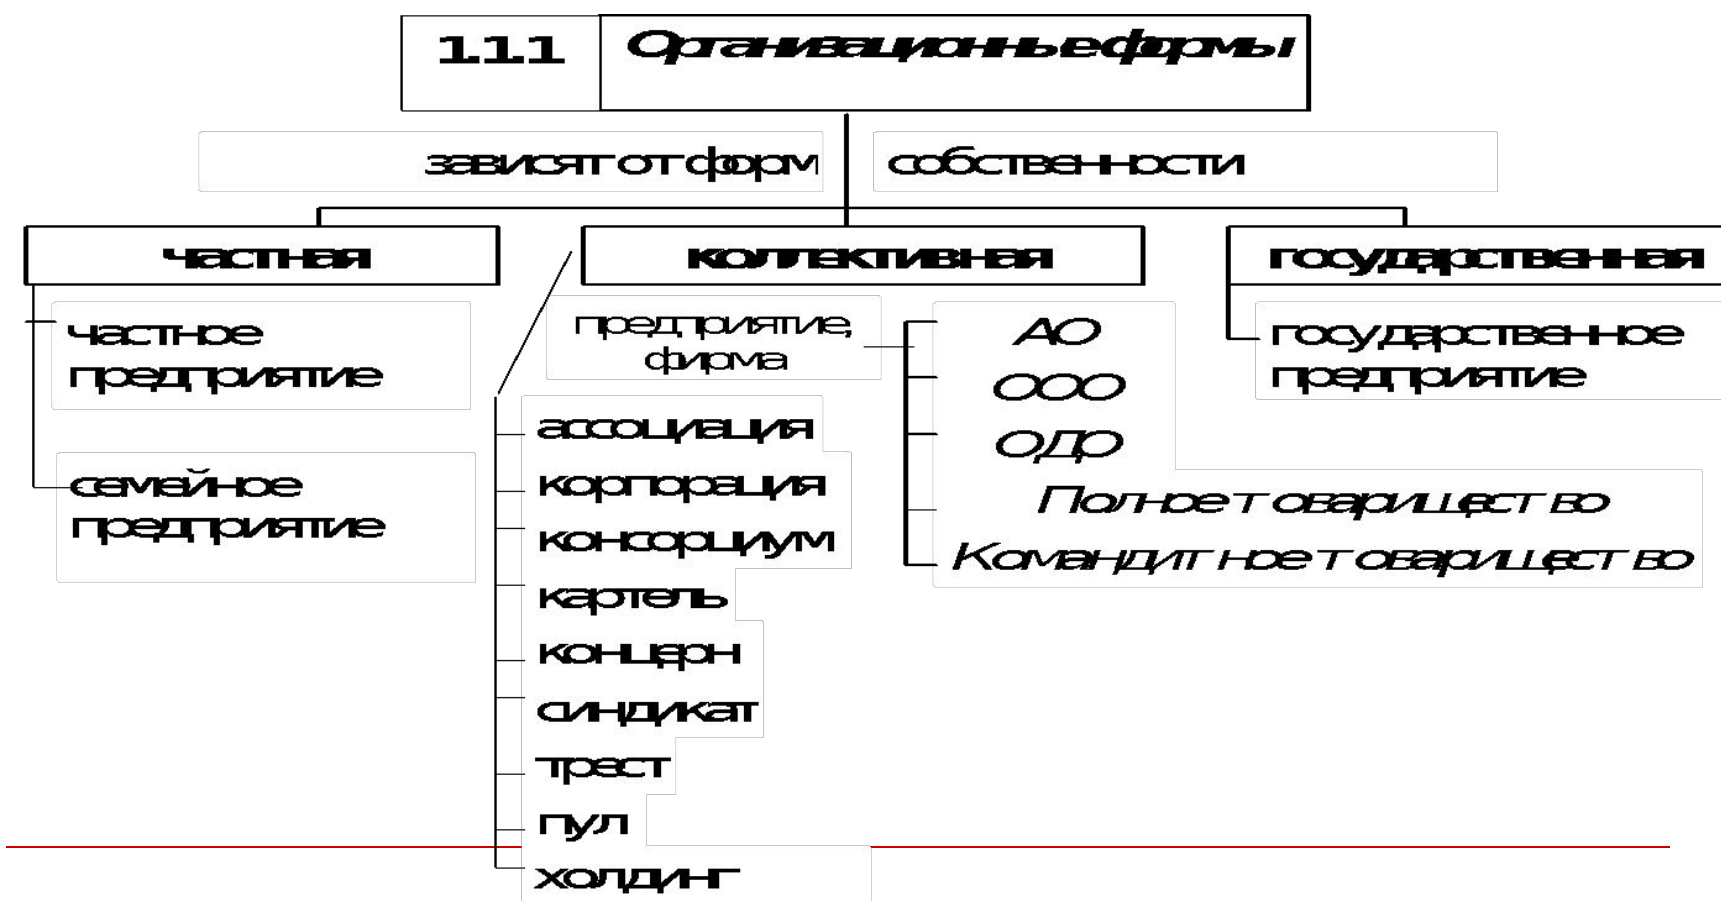 1.1.1 Организационные формы
зависят от форм собственности
частная
коллективная
государственная
частное
предприятие
семейное
предприятие
предприятие,
фирма
ассоциация
корпорация
консорциум
картель
концерн
синдикат
трест
пул
холдинг
АО
ООО
ОДО
Полное товарищество
Командитное товарищество
государственное
предприятие